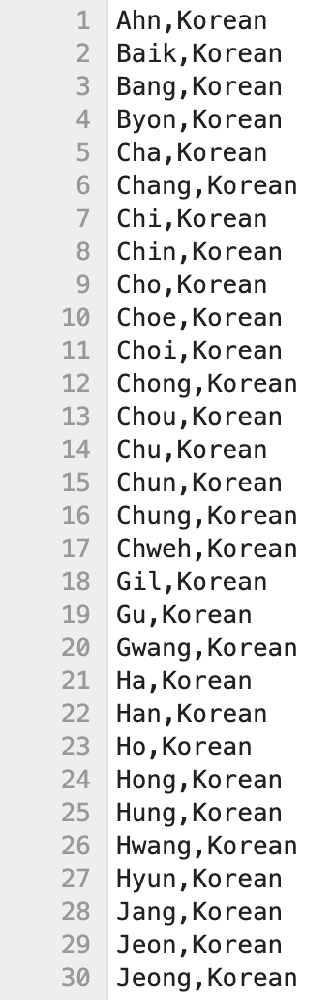 1 Ahn,Korean
2 Baik,Korean
3 Bang,Korean
4 Byon,Korean
5 Cha,Korean
6 Chang,Korean
7 Chi,Korean
8 Chin,Korean
9 Cho,Korean
10 Choe,Korean
11 Choi,Korean
12 Chong,Korean
13 Chou,Korean
14 Chu,Korean
15 Chun,Korean
16 Chung,Korean
17 Chweh,Korean
18 Gil,Korean
19 Gu,Korean
20 Gwang,Korean
21 Ha,Korean
22 Han,Korean
23 Ho,Korean
24 Hong,Korean
25 Hung,Korean
26 Hwang,Korean
27 Hyun,Korean
28 Jang,Korean
29 Jeon,Korean
30 Jeong,Korean